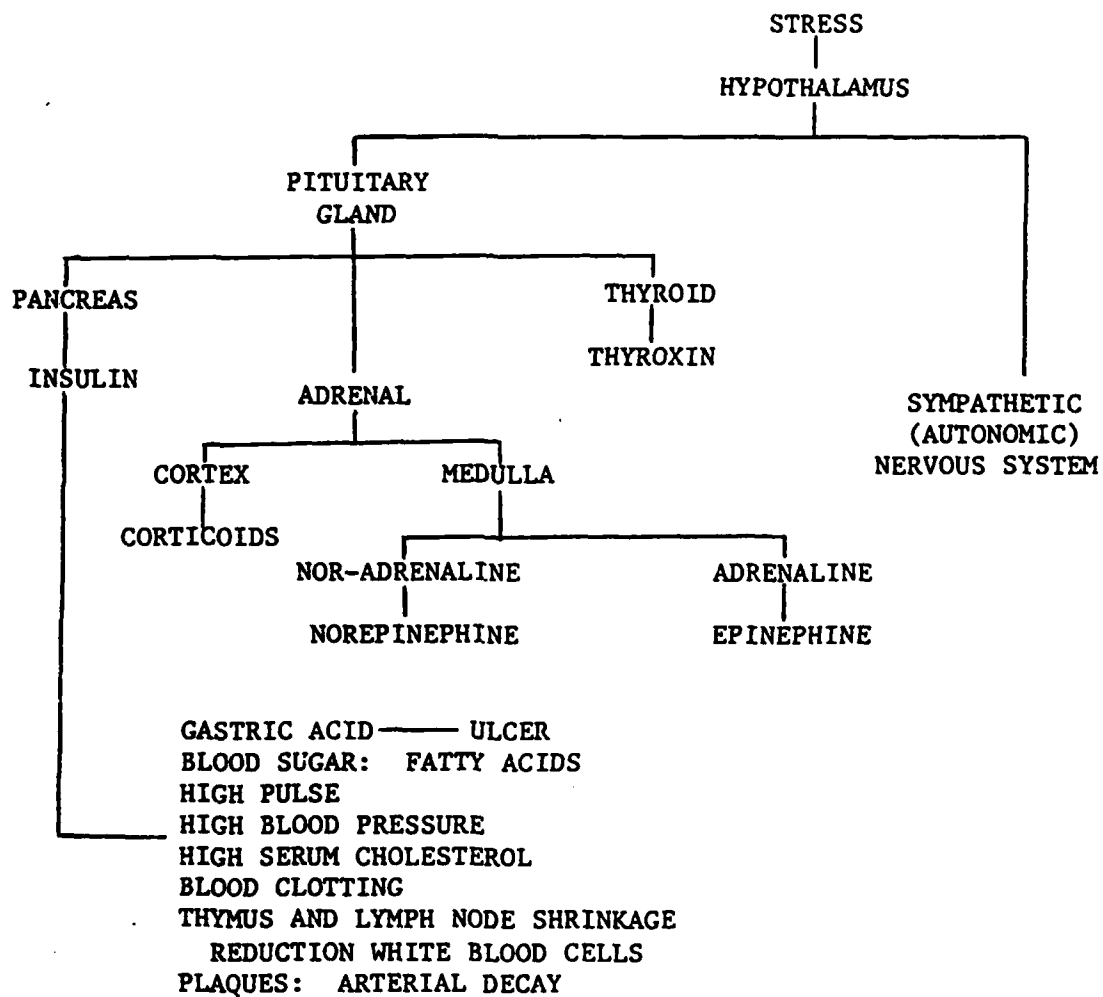 STRESS
HYPOTHALAMUS
PITUITARY
GLAND
PANCREAS
THYROID
INSULIN
THYROXIN
ADRENAL
SYMPATHETIC
(AUTONOMIC)
NERVOUS SYSTEM
CORTEX
MEDULLA
CORTICOIDS
NOR-ADRENALINE
ADRENALINE
NOREPINEPHINE
EPINEPHINE
GASTRIC ACID —— ULCER
BLOOD SUGAR: FATTY ACIDS
HIGH PULSE
HIGH BLOOD PRESSURE
HIGH SERUM CHOLESTEROL
BLOOD CLOTTING
THYMUS AND LYMPH NODE SHRINKAGE
REDUCTION WHITE BLOOD CELLS
PLAQUES: ARTERIAL DECAY